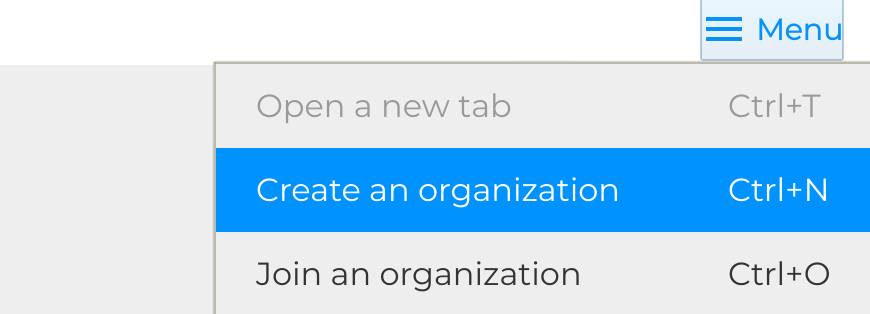 Menu
Open a new tab Ctrl+T
Create an organization Ctrl+N
Join an organization Ctrl+O